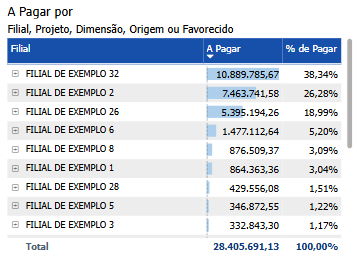 A Pagar por
Filial, Projeto, Dimensão, Origem ou Favorecido
Filial A Pagar % de Pagar
FILIAL DE EXEMPLO 32 10.889.785,67 38,34%
FILIAL DE EXEMPLO 2 7.463.741,58 26,28%
FILIAL DE EXEMPLO 26 5.395.194,26 18,99%
FILIAL DE EXEMPLO 6 1.477.112,64 5,20%
FILIAL DE EXEMPLO 8 876.509,37 3,09%
FILIAL DE EXEMPLO 1 864.363,36 3,04%
FILIAL DE EXEMPLO 28 429.556,08 1,51%
FILIAL DE EXEMPLO 5 346.872,55 1,22%
FILIAL DE EXEMPLO 3 332.843,30 1,17%
Total 28.405.691,13 100,00%